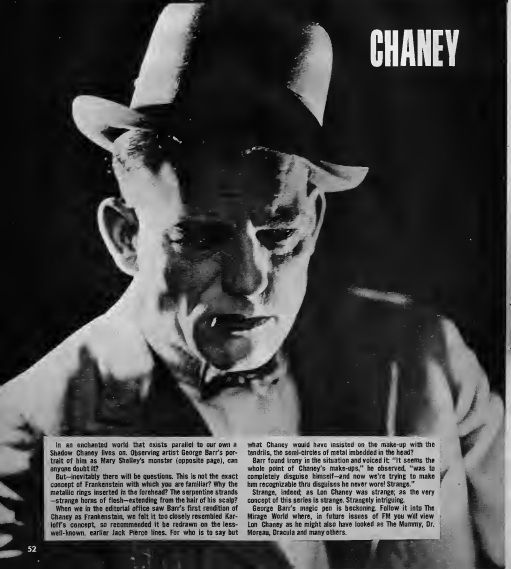 CHANEY
In an enchanted world that exists parallel to our own a
Shadow Chaney lives on. Observing artist George Barr's por-
trait of him as Mary Shelley's monster (opposite page), can
anyone doubt it?
But—inevitably there will be questions. This is not the exact
concept of Frankenstein with which you are familiar? Why the
metallic rings inserted in the forehead? The serpentine strands
—strange horns of flesh—extending from the hair of his scalp?
When we in the editorial office saw Barr's first rendition of
Chaney as Frankenstein, we felt it too closely resembled Kar-
loff's concept, so recommended it be redrawn on the less-
well-known, earlier Jack Pierce lines. For who is to say but
what Chaney would have insisted on the make-up with the
tendrils, the semi-circles of metal imbedded in the head?
Barr found irony in the situation and voiced it: "It seems the
whole point of Chaney's make-ups," he observed, "was to
completely disguise himself—and now we're trying to make
him recognizable thru disguises he never wore! Strange."
Strange, indeed; as Lon Chaney was strange; as the very
concept of this series is strange. Strangely intriguing.
George Barr's magic pen is beckoning. Follow it into The
Mirage World where, in future issues of FM you will view
Lon Chaney as he might also have looked as The Mummy, Dr.
Moreau, Dracula and many others.
52